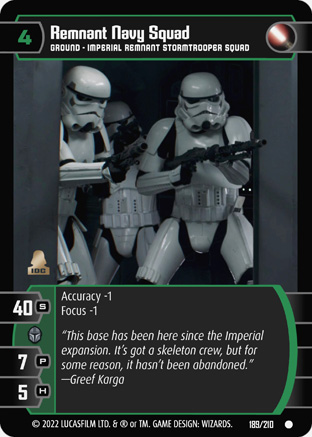 4
Remnant Navy Squad
GROUND - IMPERIAL REMNANT STORMTROOPER SQUAD
IDC
40 S
7 P
5 H
Accuracy -1
Focus -1
“This base has been here since the Imperial
expansion. It’s got a skeleton crew, but for
some reason, it hasn’t been abandoned.”
—Greef Karga
© 2022 LUCASFILM LTD. & ® or TM. GAME DESIGN: WIZARDS.
189/210